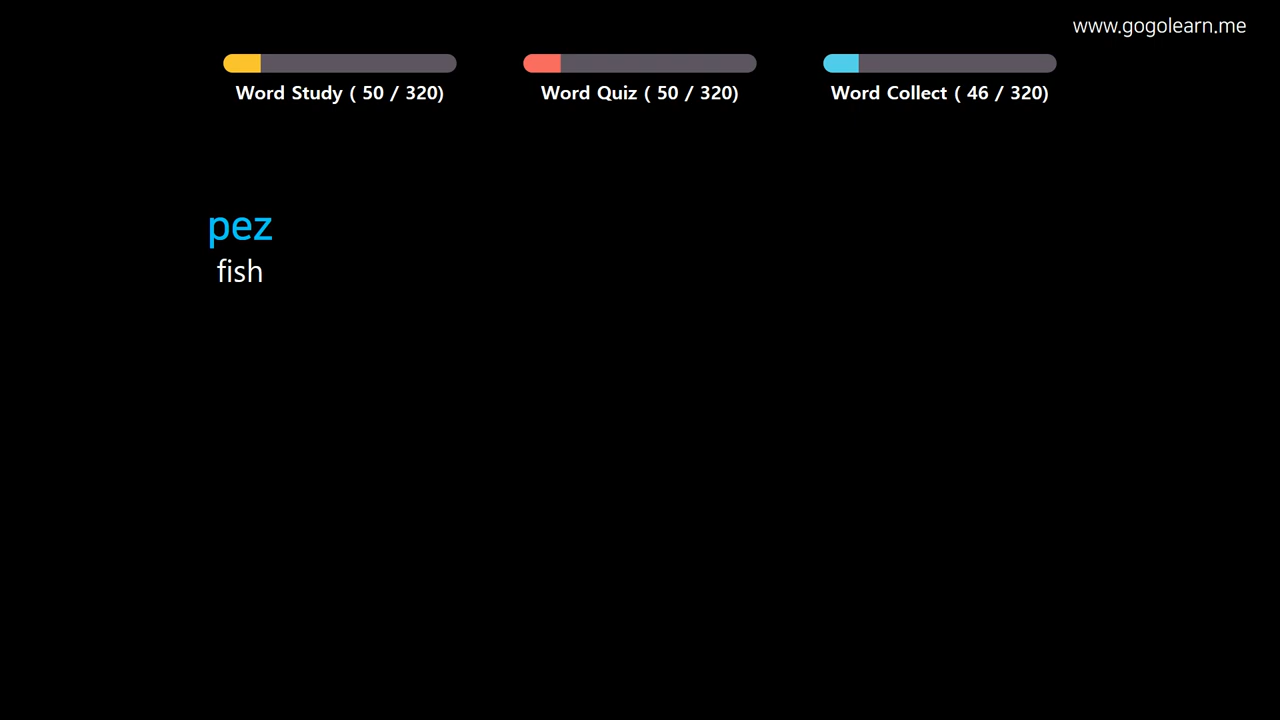 www.gogolearn.me
Word Study ( 50 / 320)
Word Quiz ( 50 / 320)
Word Collect ( 46 / 320)
pez
fish